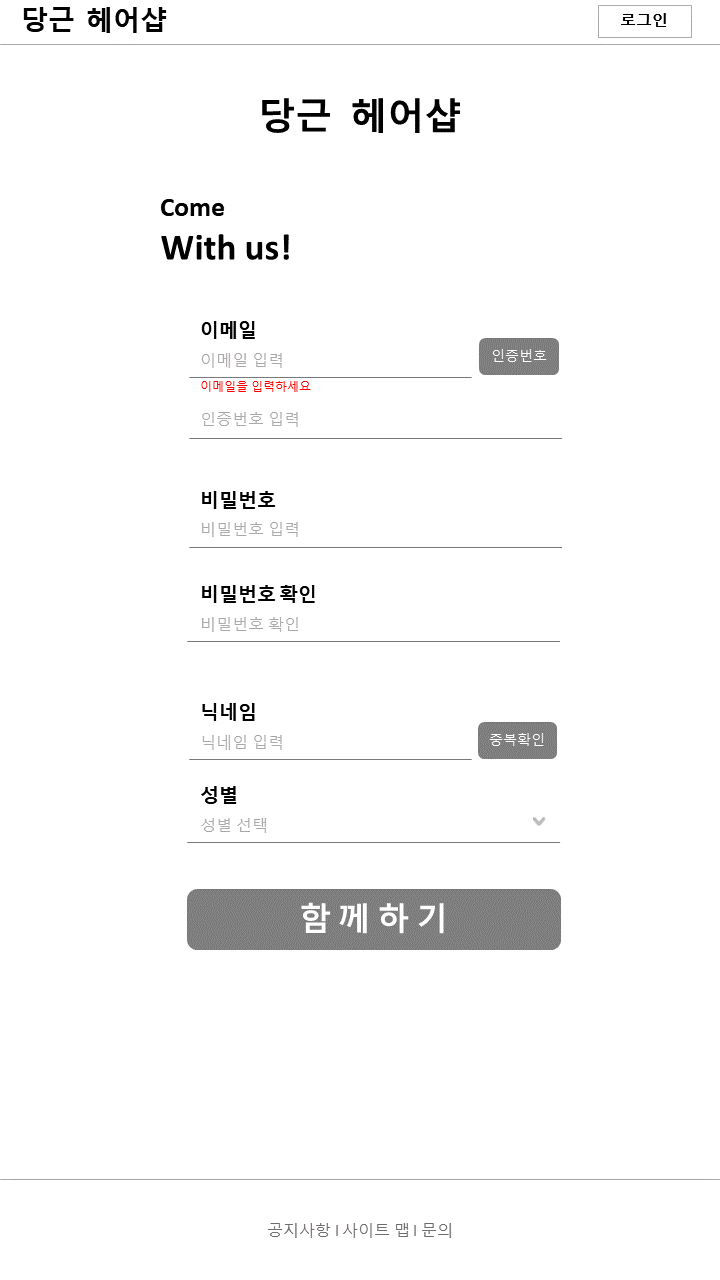 당근 헤어샵
로그인
당근 헤어샵
Come
With us!
이메일
이메일 입력
인증번호
이메일을 입력하세요
인증번호 입력
비밀번호
비밀번호 입력
비밀번호 확인
비밀번호 확인
닉네임
닉네임 입력
중복확인
성별
성별 선택
함 께 하 기
공지사항 I 사이트 맵 I 문의